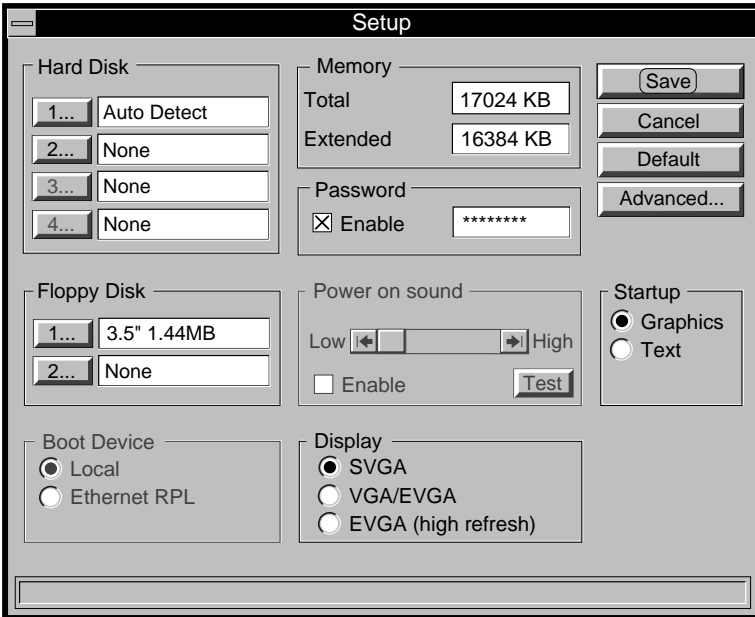 Setup
Hard Disk
1... Auto Detect
2... None
3... None
4... None
Memory
Total 17024 KB
Extended 16384 KB
Password
Enable ********
Save
Cancel
Default
Advanced...
Floppy Disk
1... 3.5" 1.44MB
2... None
Power on sound
Low High
Enable Test
Startup
Graphics
Text
Boot Device
Local
Ethernet RPL
Display
SVGA
VGA/EVGA
EVGA (high refresh)